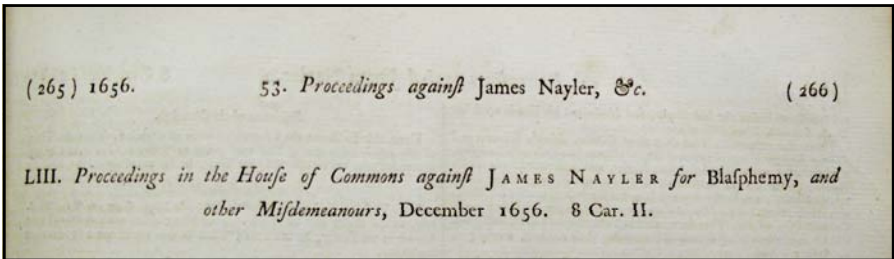 (265) 1656. 53. Proceedings againſt James Nayler, &c. (266)
LIII. Proceedings in the Houſe of Commons againſt JAMES NAYLER for Blaſphemy, and
other Miſdemeanours, December 1656. 8 Car. II.